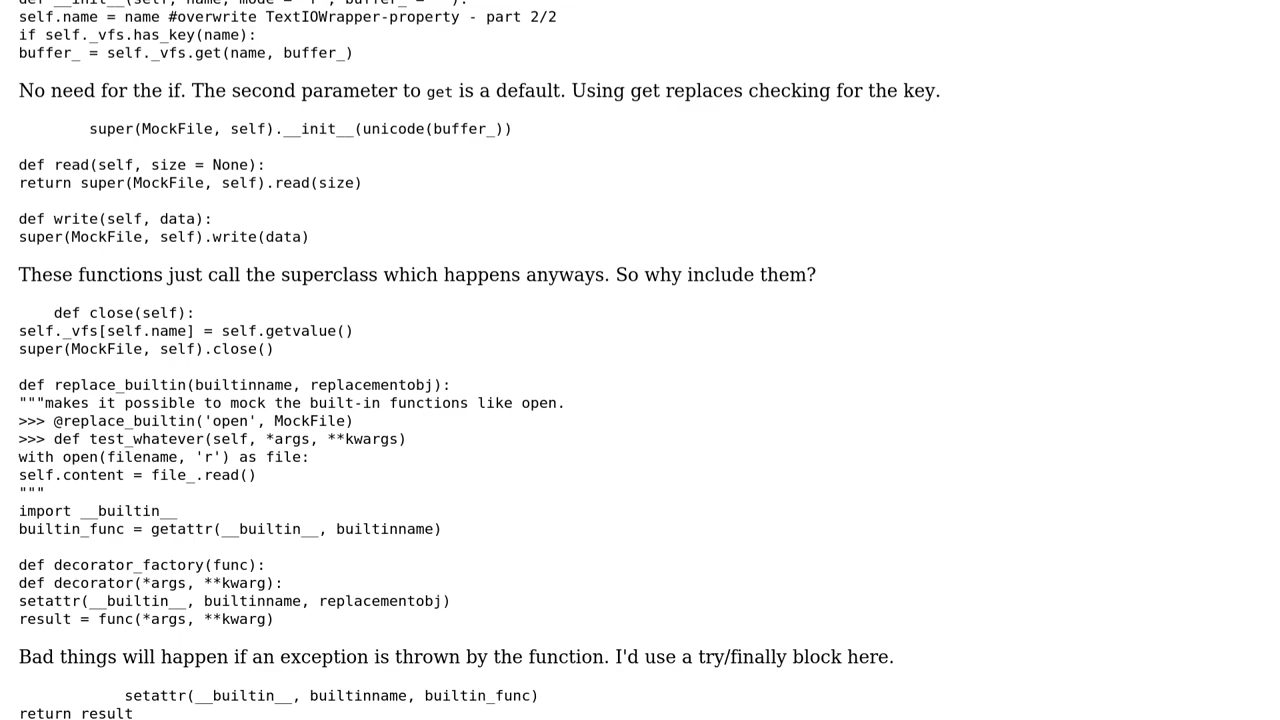 self.name = name #overwrite TextIOWrapper-property - part 2/2
if self._vfs.has_key(name):
buffer_ = self._vfs.get(name, buffer_)
No need for the if. The second parameter to get is a default. Using get replaces checking for the key.
super(MockFile, self).__init__(unicode(buffer_))
def read(self, size = None):
return super(MockFile, self).read(size)
def write(self, data):
super(MockFile, self).write(data)
These functions just call the superclass which happens anyways. So why include them?
def close(self):
self._vfs[self.name] = self.getvalue()
super(MockFile, self).close()
def replace_builtin(builtinname, replacementobj):
"""makes it possible to mock the built-in functions like open.
>>> @replace_builtin('open', MockFile)
>>> def test_whatever(self, *args, **kwargs)
with open(filename, 'r') as file:
self.content = file_.read()
"""
import __builtin__
builtin_func = getattr(__builtin__, builtinname)
def decorator_factory(func):
def decorator(*args, **kwarg):
setattr(__builtin__, builtinname, replacementobj)
result = func(*args, **kwarg)
Bad things will happen if an exception is thrown by the function. I'd use a try/finally block here.
setattr(__builtin__, builtinname, builtin_func)
return result